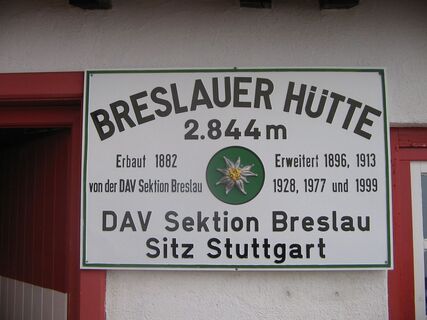 BRESLAUER HÜTTE
2.844 m
Erbaut 1882
von der DAV Sektion Breslau
Erweitert 1896, 1913
1928, 1977 und 1999
DAV Sektion Breslau
Sitz Stuttgart